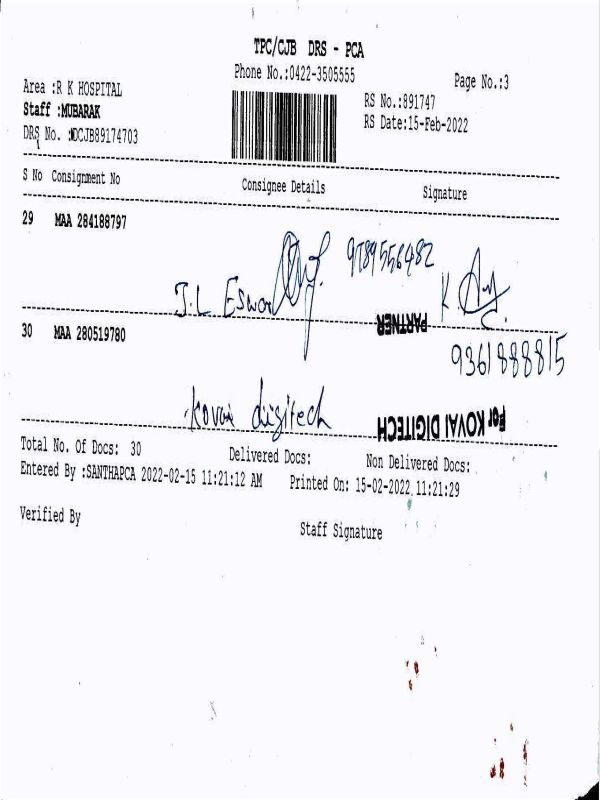 TPC/CJB DRS - PCA
Phone No.:0422-3505555
Page No.:3
Area :R K HOSPITAL
RS No.:891747
Staff :MUBARAK
RS Date:15-Feb-2022
DRS No. :DCJB89174703
S No Consignment No Consignee Details Signature
29 MAA 284188797
9789556482
J.L Eswar
PARTNER
30 MAA 280519780
9361888815
kovai digitech
For KOVAI DIGITECH
Total No. Of Docs: 30 Delivered Docs: Non Delivered Docs:
Entered By :SANTHAPCA 2022-02-15 11:21:12 AM Printed On: 15-02-2022 11:21:29
Verified By Staff Signature